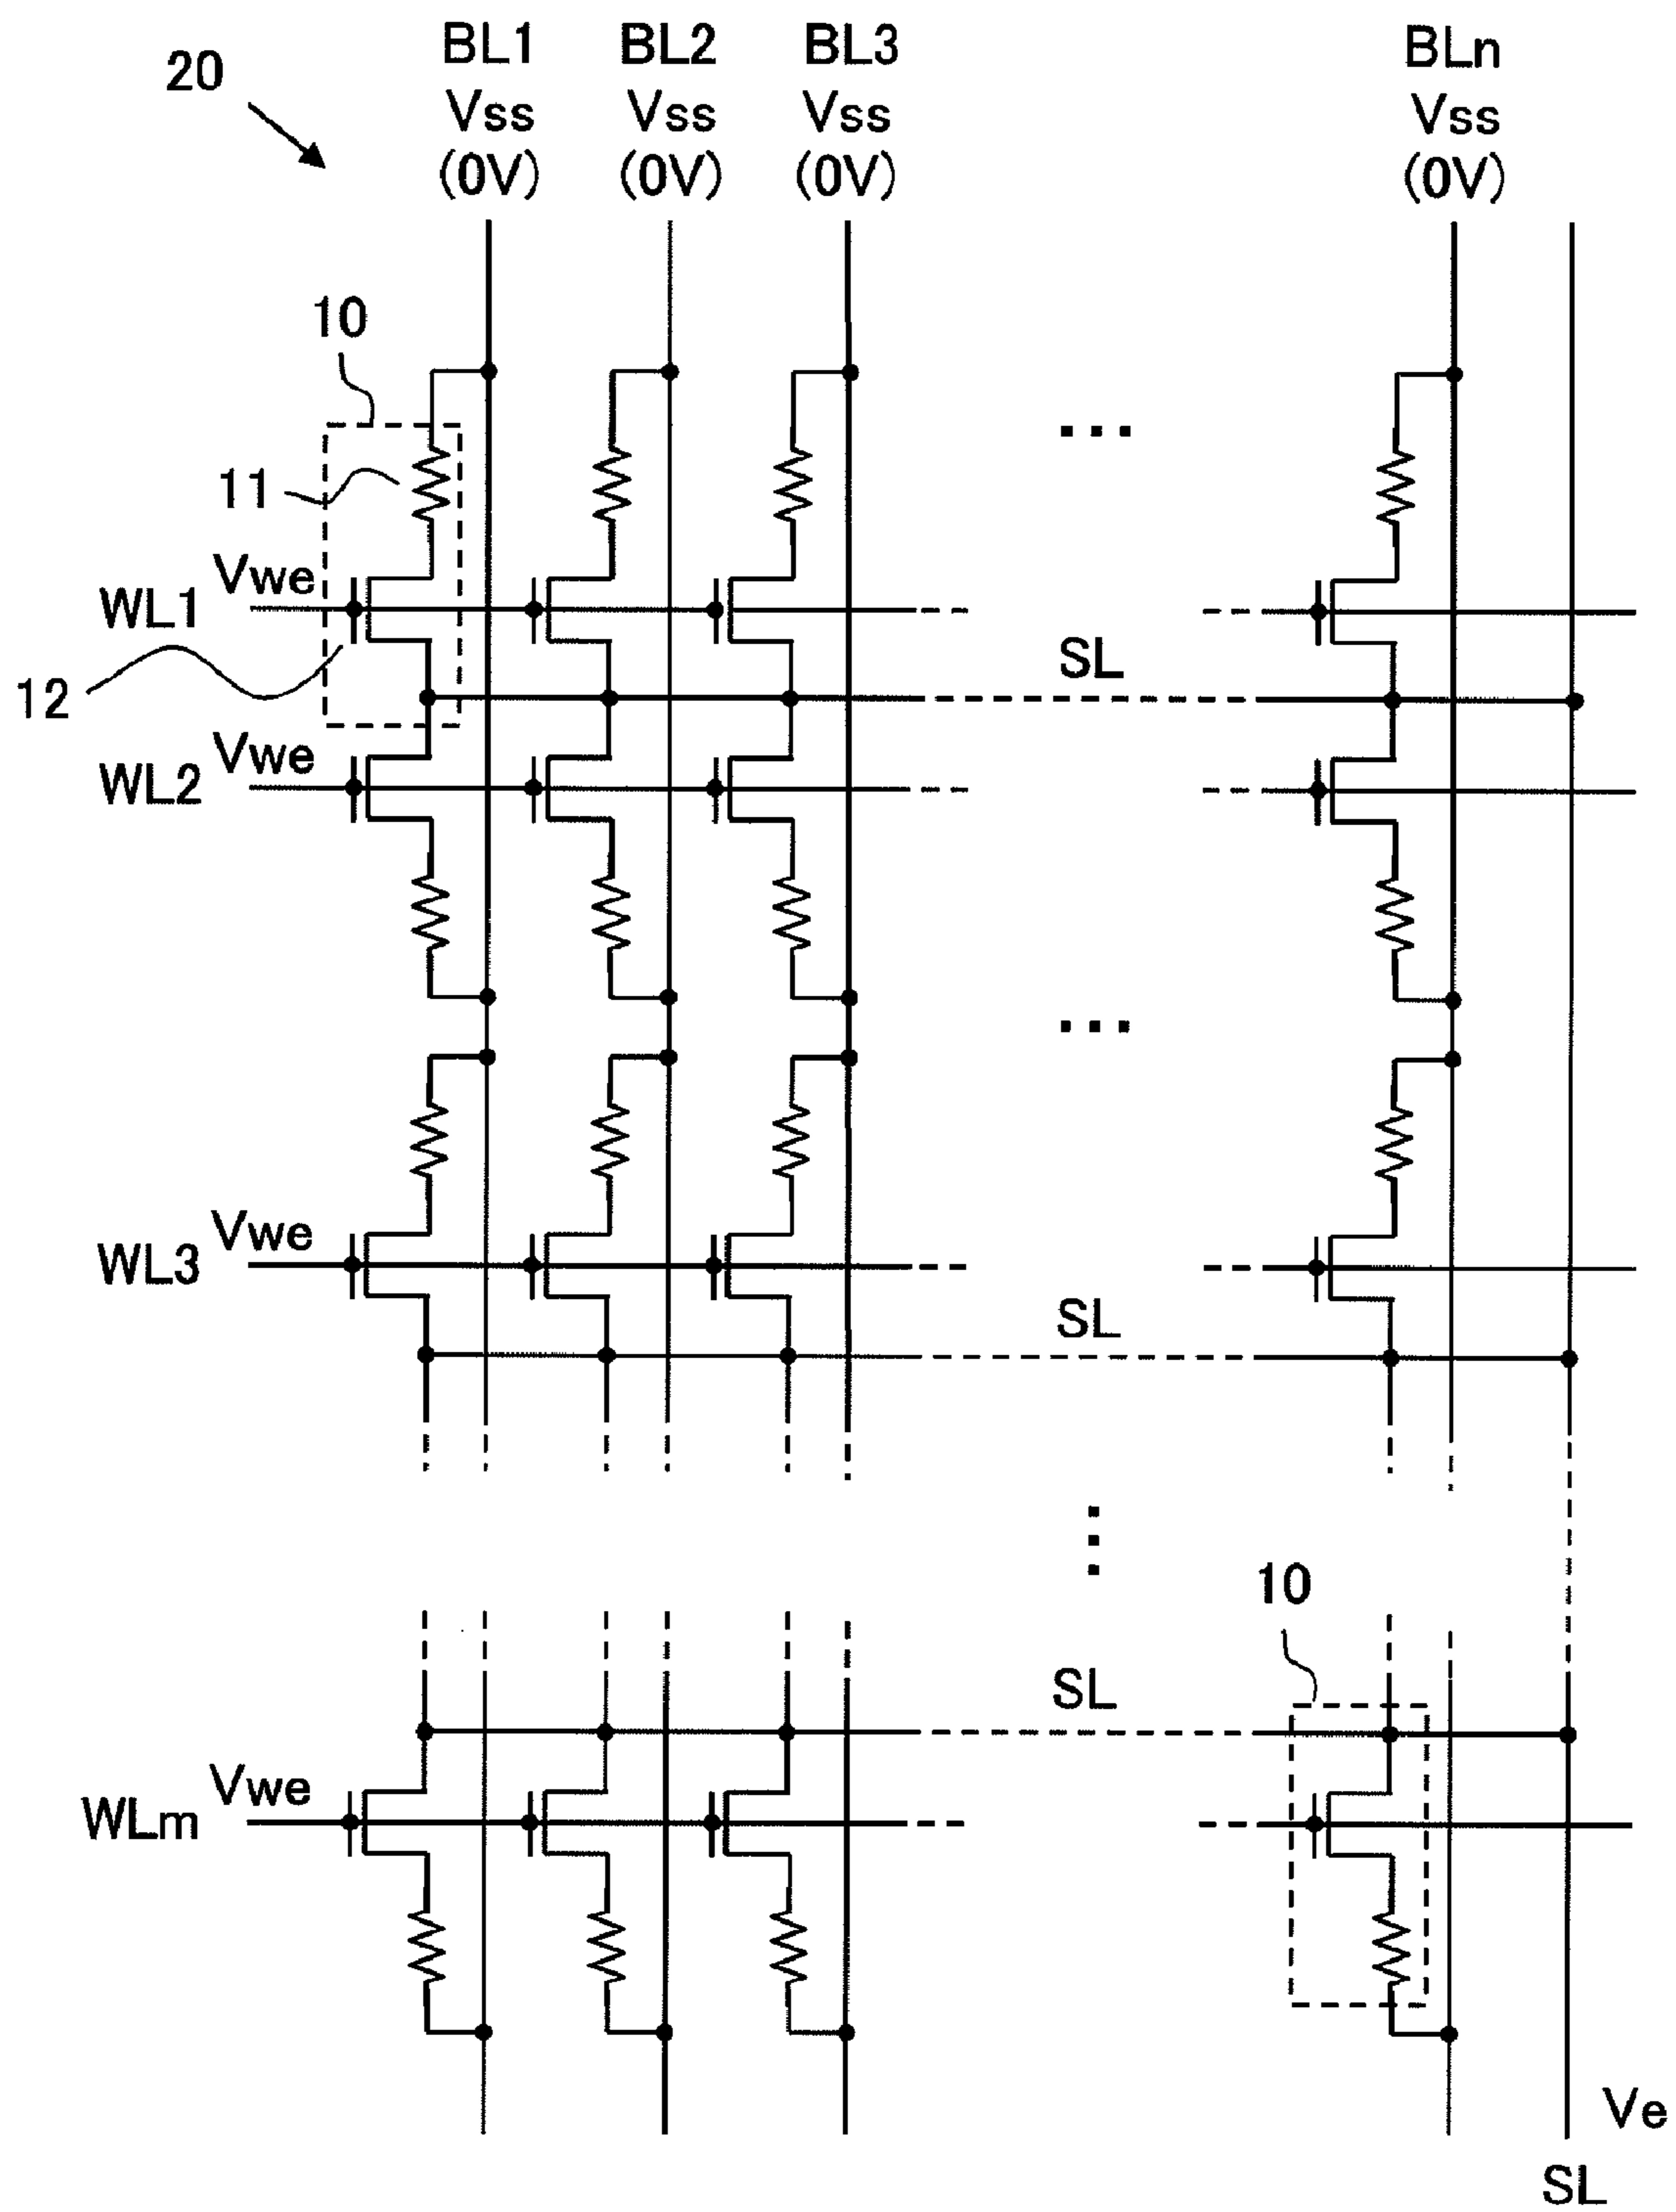 20
BL1 BL2 BL3 BLn
Vss Vss Vss Vss
(0V) (0V) (0V) (0V)
10
11
Vwe
WL1
SL
12
Vwe
WL2
Vwe
WL3
SL
10
SL
Vwe
WLm
Ve
SL